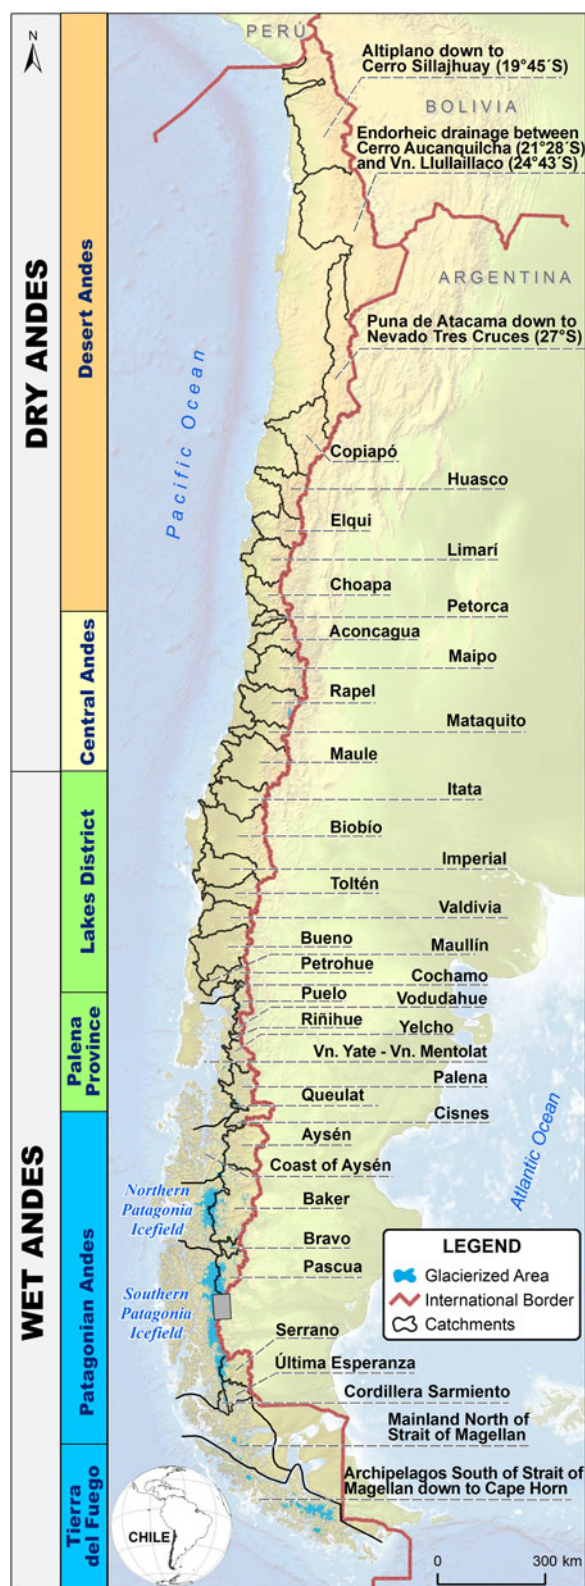 N
PERÚ
Altiplano down to
Cerro Sillajhuay (19°45´S)
BOLIVIA
Endorheic drainage between
Cerro Aucanquilcha (21°28´S)
and Vn. Llullaillaco (24°43´S)
ARGENTINA
Puna de Atacama down to
Nevado Tres Cruces (27°S)
DRY ANDES
Desert Andes
Pacific Ocean
Copiapó
Huasco
Elqui
Limarí
Choapa
Petorca
Central Andes
Aconcagua
Maipo
Rapel
Mataquito
Maule
WET ANDES
Lakes District
Itata
Biobío
Imperial
Toltén
Valdivia
Bueno
Maullín
Petrohue
Cochamo
Palena
Province
Puelo
Vodudahue
Riñihue
Yelcho
Vn. Yate - Vn. Mentolat
Palena
Queulat
Cisnes
Patagonian Andes
Aysén
Coast of Aysén
Atlantic Ocean
Northern
Patagonia
Icefield
Baker
Bravo
Pascua
Southern
Patagonia
Icefield
LEGEND
Glacierized Area
International Border
Catchments
Serrano
Última Esperanza
Cordillera Sarmiento
Mainland North of
Strait of Magellan
Tierra
del Fuego
Archipelagos South of Strait of
Magellan down to Cape Horn
CHILE
0 300 km